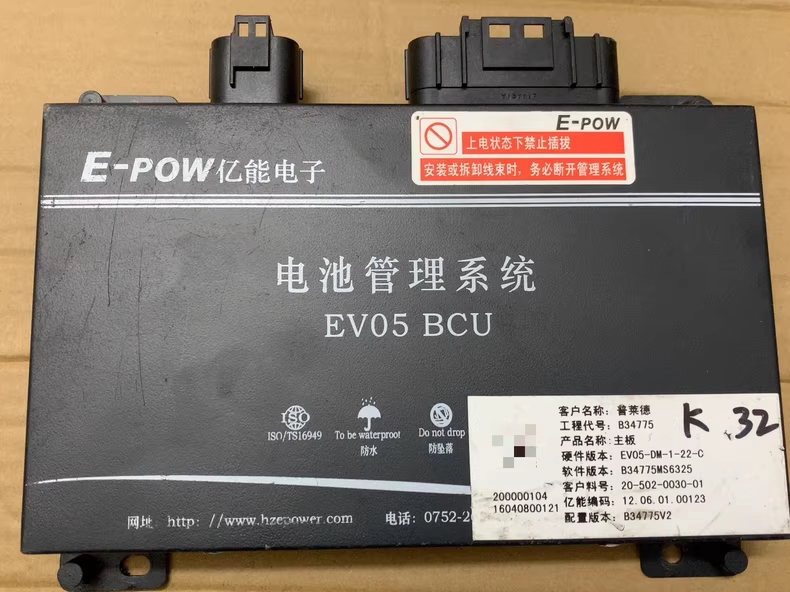 E-POW
上电状态下禁止插拔
安装或拆卸线束时，务必断开管理系统
E-POW亿能电子
电池管理系统
EV05 BCU
ISO
ISO/TS16949
To be waterproof
防水
Do not drop
防坠落
网址 http://www.hzepower.com
电话：0752-2
客户名称：普莱德
工程代号：B34775
产品名称：主板
硬件版本：EV05-DM-1-22-C
软件版本：B34775MS6325
客户料号：20-502-0030-01
亿能编码：12.06.01.00123
配置版本：B34775V2
200000104
16040800121
K 32